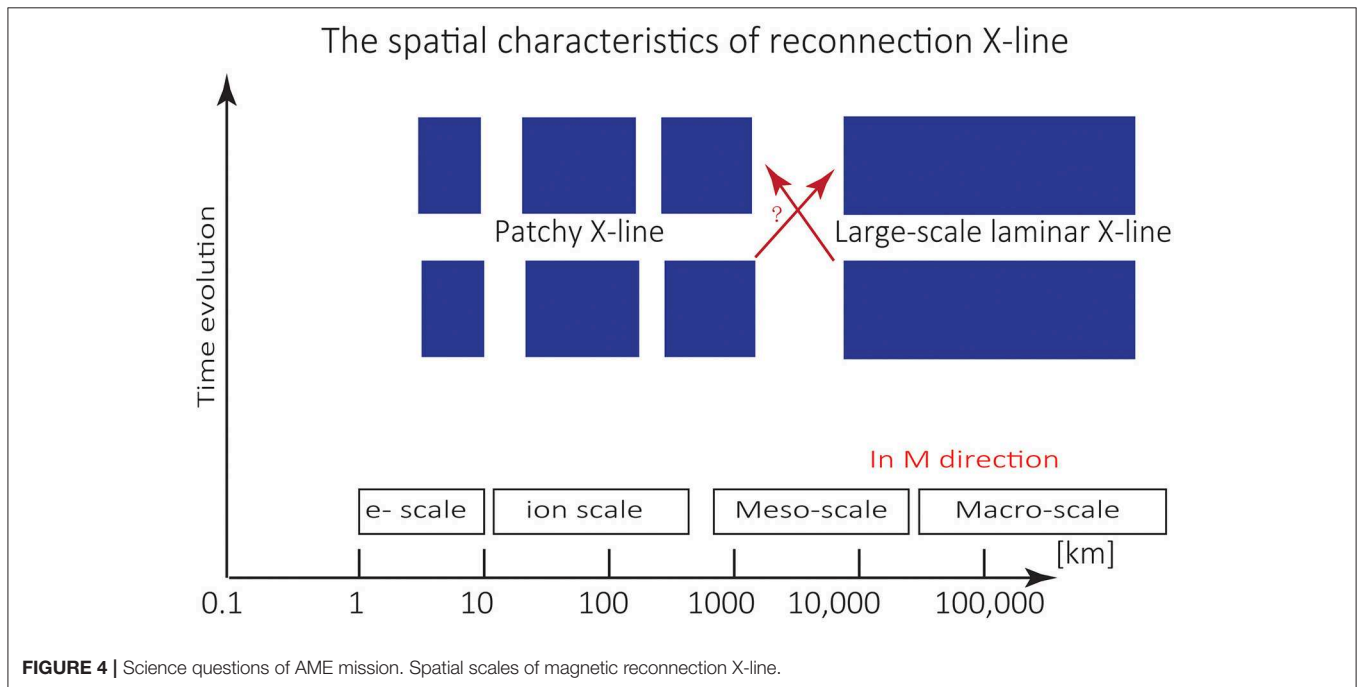 The spatial characteristics of reconnection X-line
Time evolution
?
Patchy X-line
Large-scale laminar X-line
In M direction
e- scale
ion scale
Meso-scale
Macro-scale
[km]
0.1 1 10 100 1000 10,000 100,000
FIGURE 4 | Science questions of AME mission. Spatial scales of magnetic reconnection X-line.